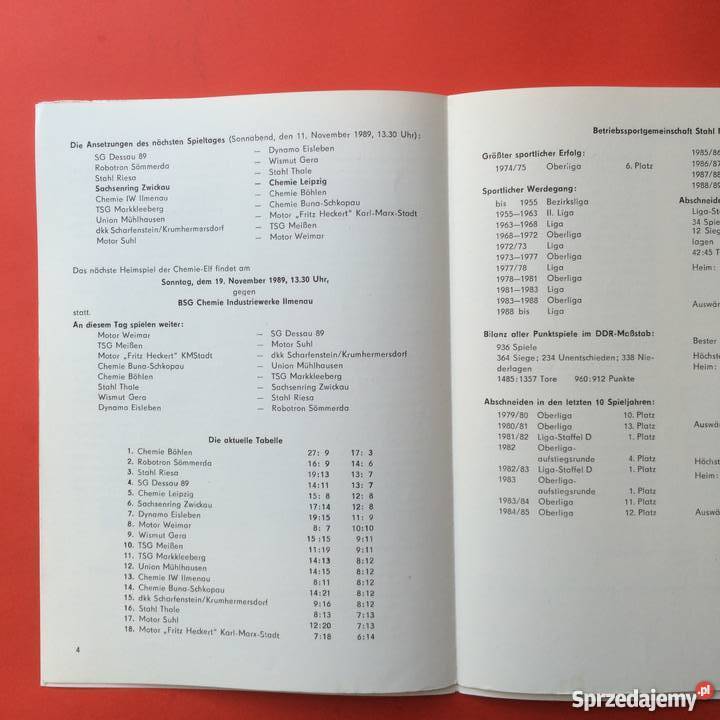 Die Ansetzungen des nächsten Spieltages (Sonnabend, den 11. November 1989, 13.30 Uhr):
SG Dessau 89 — Dynamo Eisleben
Robotron Sömmerda — Wismut Gera
Stahl Riesa — Stahl Thale
Sachsenring Zwickau — Chemie Leipzig
Chemie IW Ilmenau — Chemie Böhlen
TSG Markkleeberg — Chemie Buna-Schkopau
Union Mühlhausen — Motor „Fritz Heckert" Karl-Marx-Stadt
dkk Scharfenstein/Krumhermersdorf — TSG Meißen
Motor Suhl — Motor Weimar
Das nächste Heimspiel der Chemie-Elf findet am
Sonntag, dem 19. November 1989, 13.30 Uhr,
gegen
BSG Chemie Industriewerke Ilmenau
statt.
An diesem Tag spielen weiter:
Motor Weimar — SG Dessau 89
TSG Meißen — Motor Suhl
Motor „Fritz Heckert" KMStadt — dkk Scharfenstein/Krumhermersdorf
Chemie Buna-Schkopau — Union Mühlhausen
Chemie Böhlen — TSG Markkleeberg
Stahl Thale — Sachsenring Zwickau
Wismut Gera — Stahl Riesa
Dynamo Eisleben — Robotron Sömmerda
Die aktuelle Tabelle
1. Chemie Böhlen 27: 9 17: 3
2. Robotron Sömmerda 16: 9 14: 6
3. Stahl Riesa 19:13 13: 7
4. SG Dessau 89 14:11 13: 7
5. Chemie Leipzig 15: 8 12: 8
6. Sachsenring Zwickau 17:14 12: 8
7. Dynamo Eisleben 19:15 11: 9
8. Motor Weimar 8: 7 10:10
9. Wismut Gera 15:15 9:11
10. TSG Meißen 11:19 9:11
11. TSG Markkleeberg 14:13 8:12
12. Union Mühlhausen 14:15 8:12
13. Chemie IW Ilmenau 8:11 8:12
14. Chemie Buna-Schkopau 14:21 8:12
15. dkk Scharfenstein/Krumhermersdorf 9:16 8:12
16. Stahl Thale 8:13 7:13
17. Motor Suhl 12:20 7:13
18. Motor „Fritz Heckert" Karl-Marx-Stadt 7:18 6:14
4
Betriebssportgemeinschaft Stahl
Größter sportlicher Erfolg:
1974/75 Oberliga 6. Platz
Sportlicher Werdegang:
bis 1955 Bezirksliga
1955—1963 II. Liga
1963—1968 Liga
1968—1972 Oberliga
1972/73 Liga
1973—1977 Oberliga
1977/78 Liga
1978—1981 Oberliga
1981—1983 Liga
1983—1988 Oberliga
1988 bis Liga
Bilanz aller Punktspiele im DDR-Maßstab:
936 Spiele
364 Siege; 234 Unentschieden; 338 Nie-
derlagen
1485:1357 Tore 960:912 Punkte
Abschneiden in den letzten 10 Spieljahren:
1979/80 Oberliga 10. Platz
1980/81 Oberliga 13. Platz
1981/82 Liga-Staffel D 1. Platz
1982 Oberliga-
aufstiegsrunde 4. Platz
1982/83 Liga-Staffel D 1. Platz
1983 Oberliga-
aufstiegsrunde 1. Platz
1983/84 Oberliga 11. Platz
1984/85 Oberliga 12. Platz
1985/86
1986/87
1987/88
1988/89
Abschneiden
Liga-St
34 Spie
12 Sieg
lagen
42:45 T
Heim:
Auswär
Bester
Höchst
Heim:
Auswä
Höchst
Heim:
Auswä
Sprzedajemy.pl